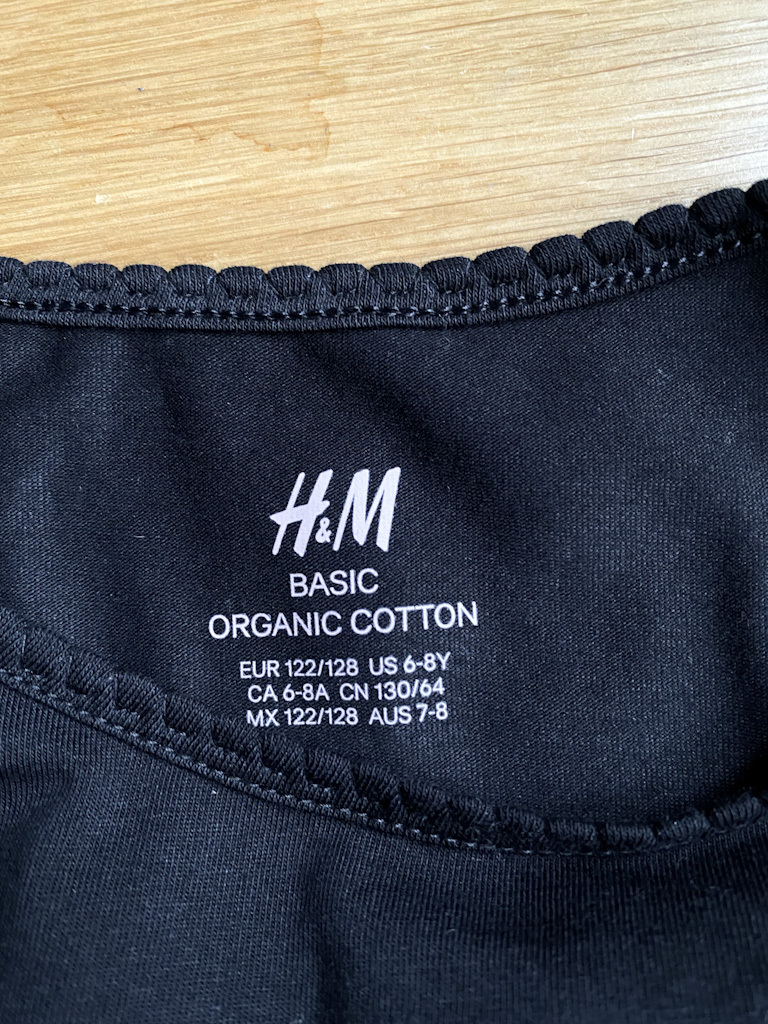 H&M
BASIC
ORGANIC COTTON
EUR 122/128 US 6-8Y
CA 6-8A CN 130/64
MX 122/128 AUS 7-8